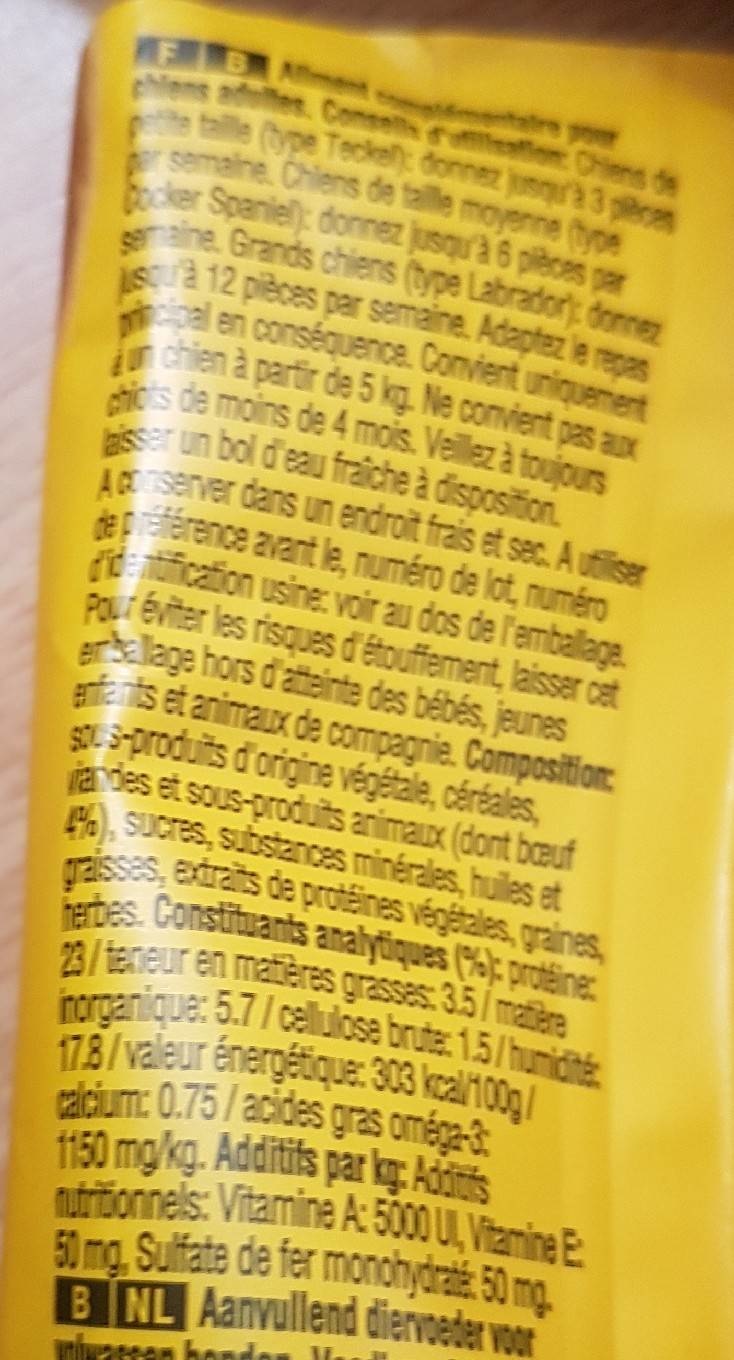 F B Aliment complémentaire pour
chiens adultes. Conseils d'utilisation: Chiens de
petite taille (type Teckel): donnez jusqu'à 3 pièces
par semaine. Chiens de taille moyenne (type
Cocker Spaniel): donnez jusqu'à 6 pièces par
semaine. Grands chiens (type Labrador): donnez
jusqu'à 12 pièces par semaine. Adaptez le repas
principal en conséquence. Convient uniquement
à un chien à partir de 5 kg. Ne convient pas aux
chiots de moins de 4 mois. Veillez à toujours
laisser un bol d'eau fraîche à disposition.
A conserver dans un endroit frais et sec. A utiliser
de préférence avant le, numéro de lot, numéro
d'identification usine: voir au dos de l'emballage.
Pour éviter les risques d'étouffement, laisser cet
emballage hors d'atteinte des bébés, jeunes
enfants et animaux de compagnie. Composition:
sous-produits d'origine végétale, céréales,
viandes et sous-produits animaux (dont bœuf
4%), sucres, substances minérales, huiles et
graisses, extraits de protéines végétales, graines,
herbes. Constituants analytiques (%): protéine:
23 / teneur en matières grasses: 3.5 / matière
inorganique: 5.7 / cellulose brute: 1.5 / humidité:
17.8 / valeur énergétique: 303 kcal/100g /
calcium: 0.75 / acides gras oméga-3:
1150 mg/kg. Additifs par kg: Additifs
nutritionnels: Vitamine A: 5000 UI, Vitamine E:
50 mg, Sulfate de fer monohydraté: 50 mg.
B NL Aanvullend diervoeder voor
volwassen honden.